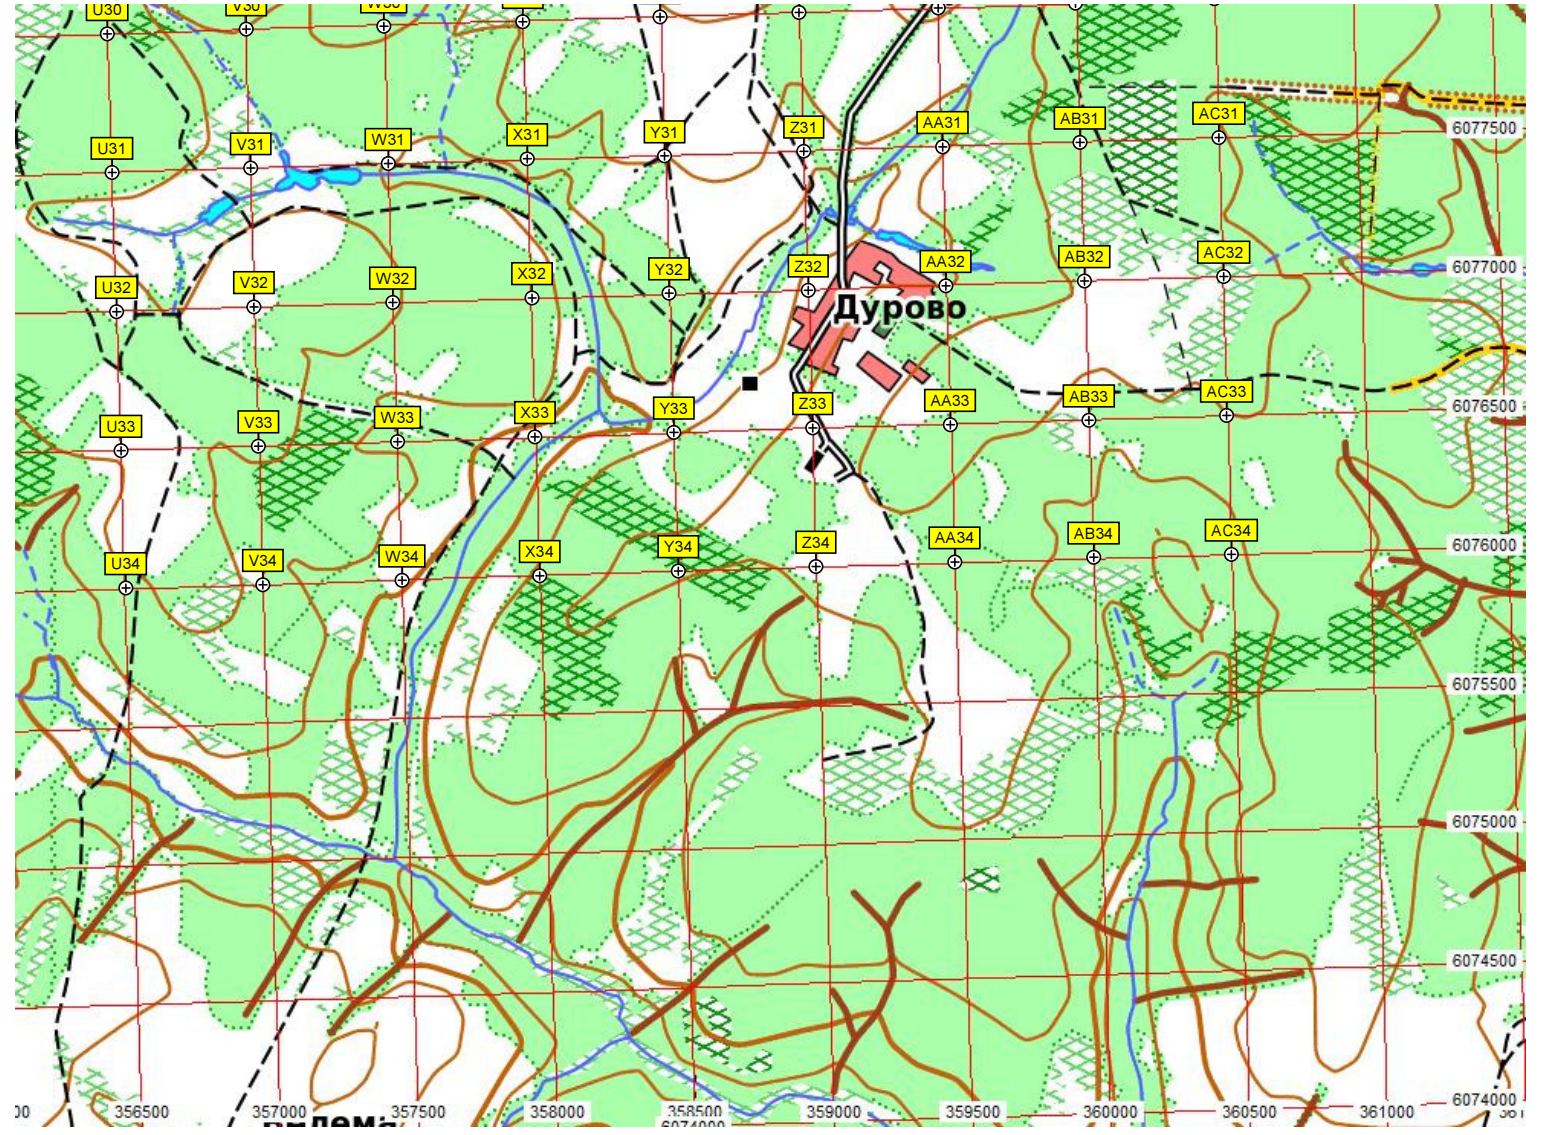 U30 V30
U31 V31 W31 X31 Y31 Z31 AA31 AB31 AC31
6077500
U32 V32 W32 X32 Y32 Z32 AA32 AB32 AC32
6077000
Дурово
U33 V33 W33 X33 Y33 Z33 AA33 AB33 AC33
6076500
U34 V34 W34 X34 Y34 Z34 AA34 AB34 AC34
6076000
6075500
6075000
6074500
6074000
356500 357000 357500 358000 358500 359000 359500 360000 360500 361000
6074000